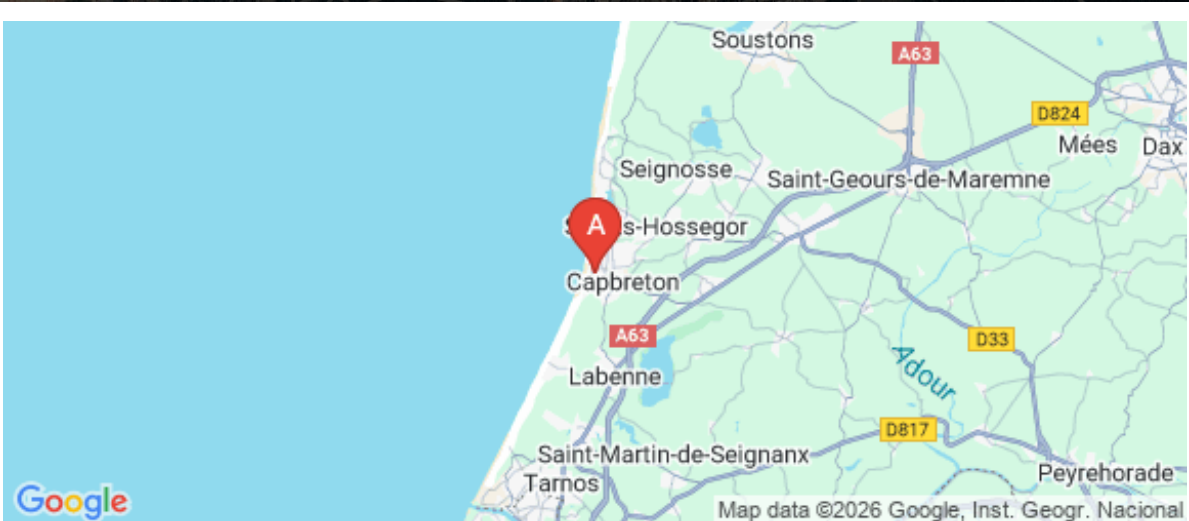 Soustons
A63
D824
Mées
Dax
Seignosse
Saint-Geours-de-Maremne
A
s-Hossegor
Capbreton
A63
D33
Adour
Labenne
D817
Saint-Martin-de-Seignanx
Tarnos
Peyrehorade
Google
Map data ©2026 Google, Inst. Geogr. Nacional